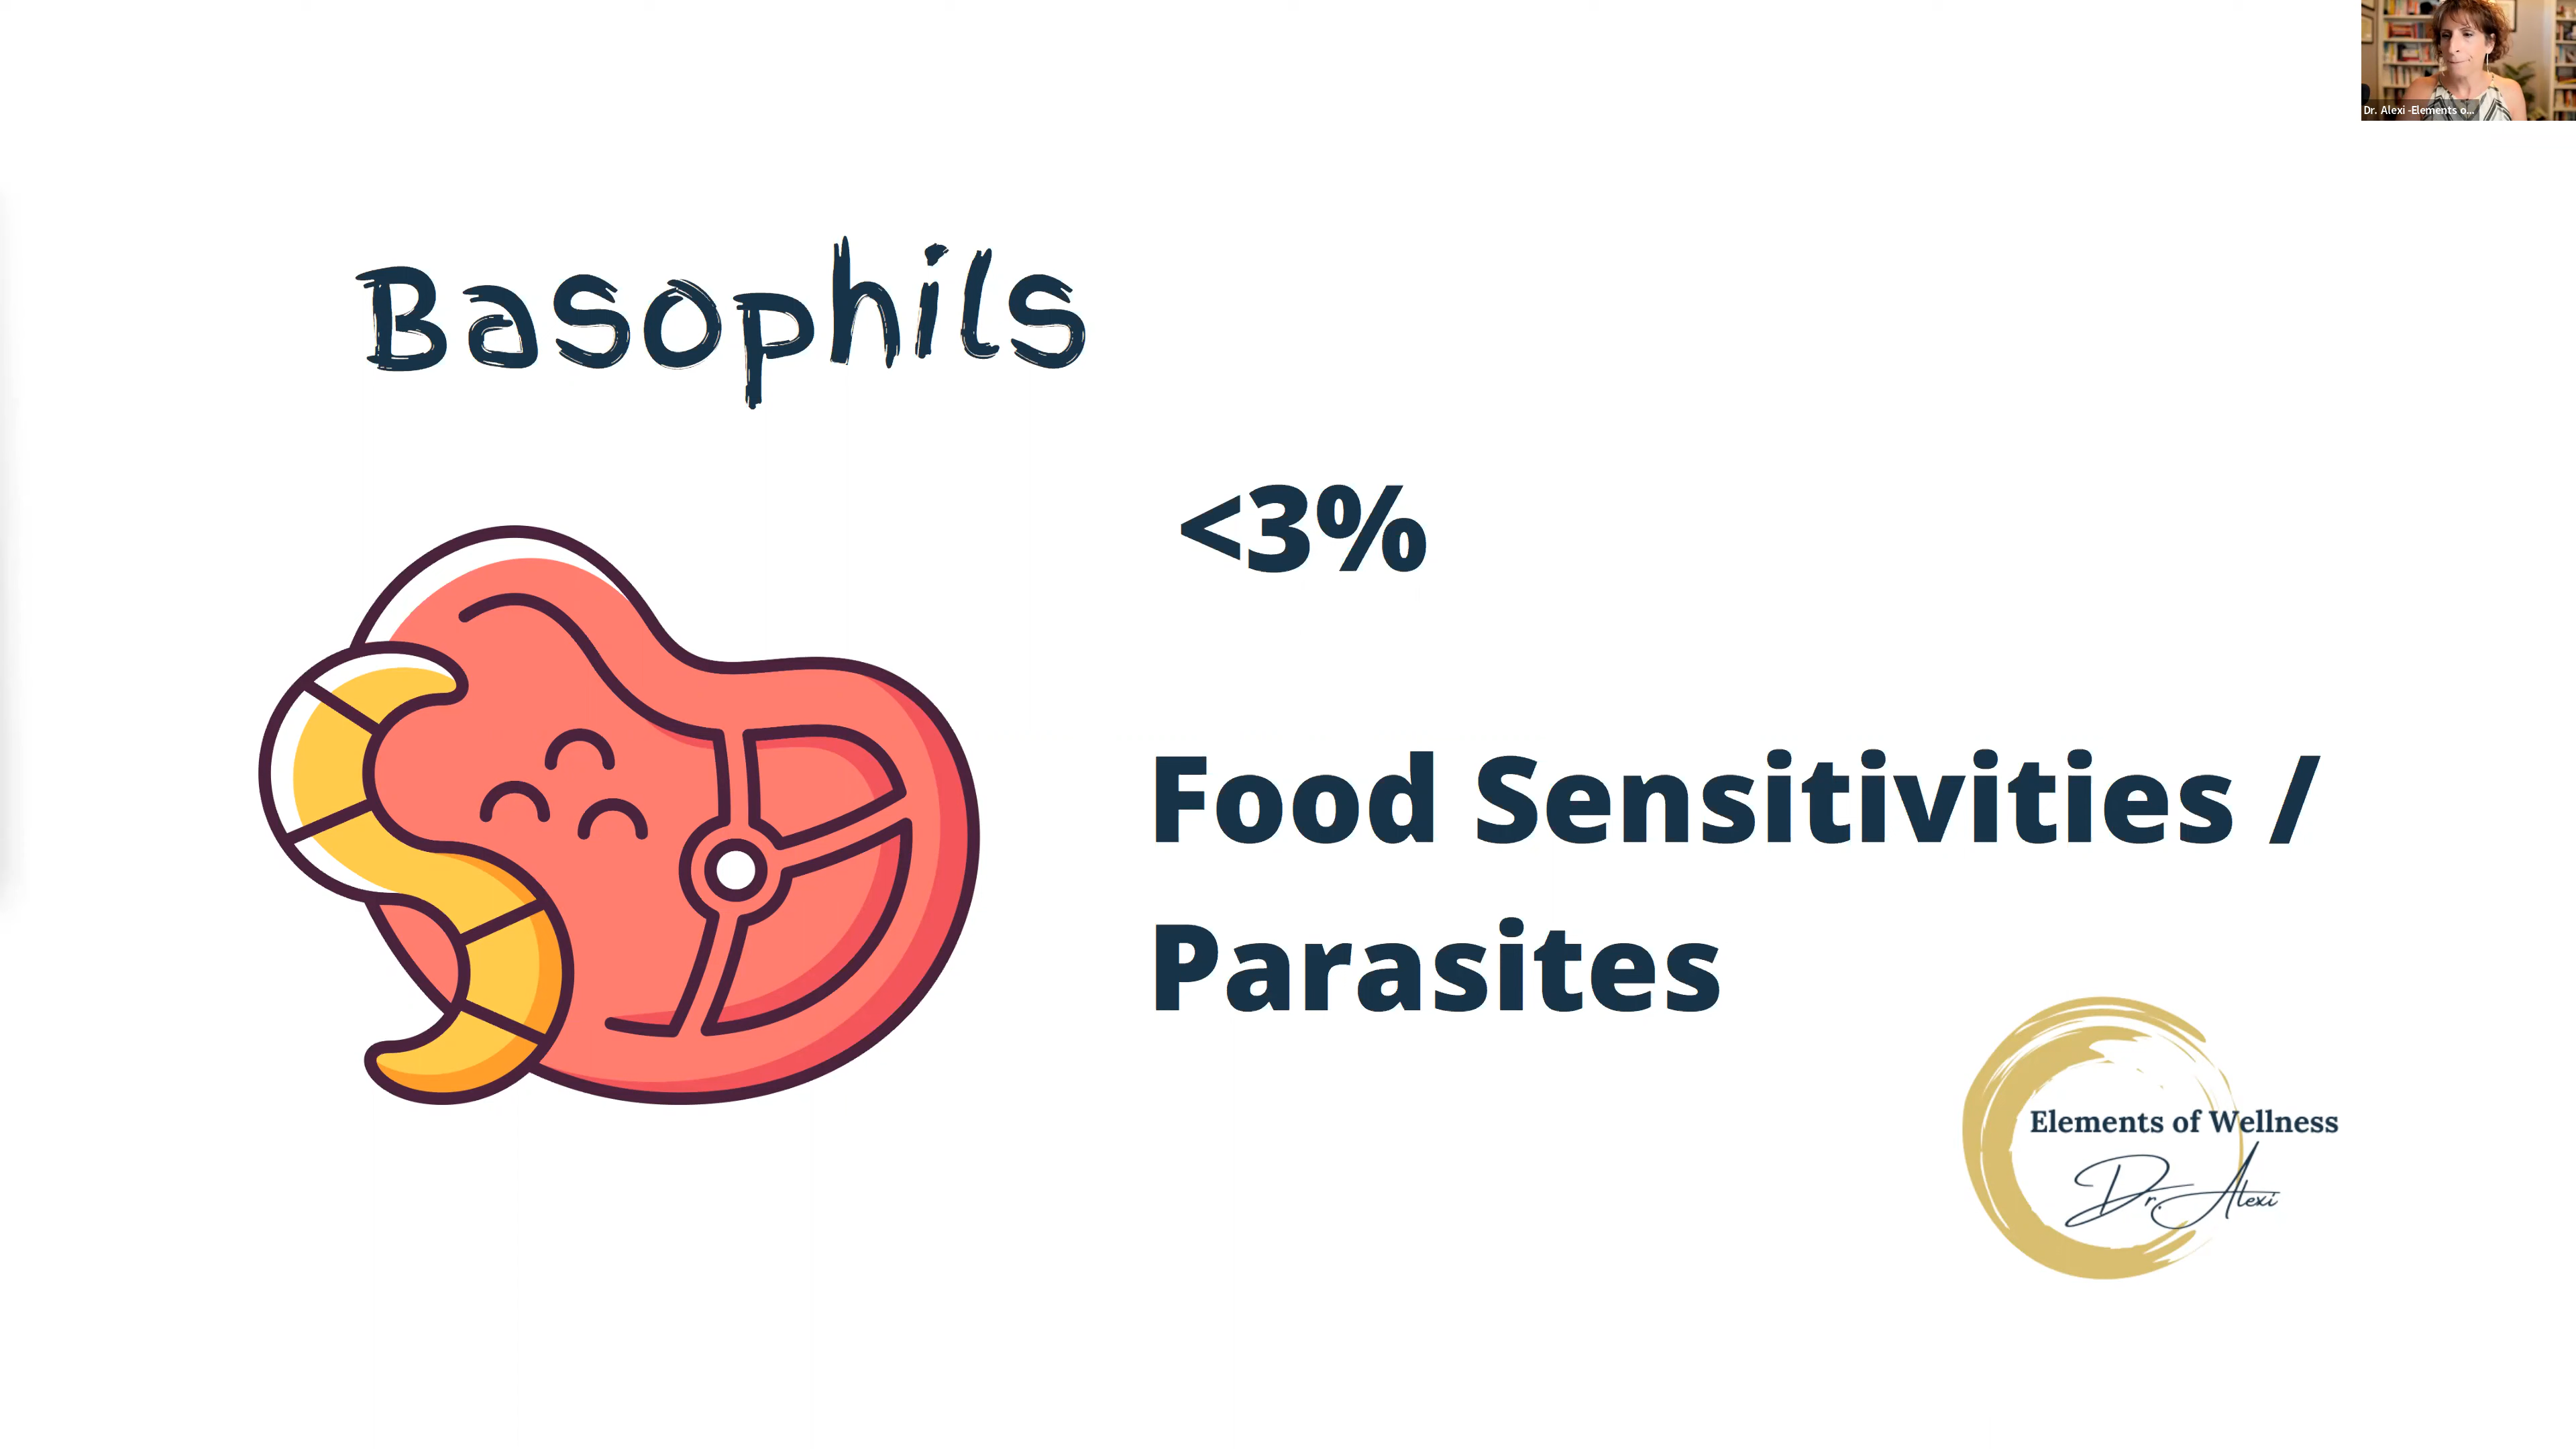 Dr. Alexi -Elements o...
Basophils
<3%
Food Sensitivities /
Parasites
Elements of Wellness
Dr. Alexi